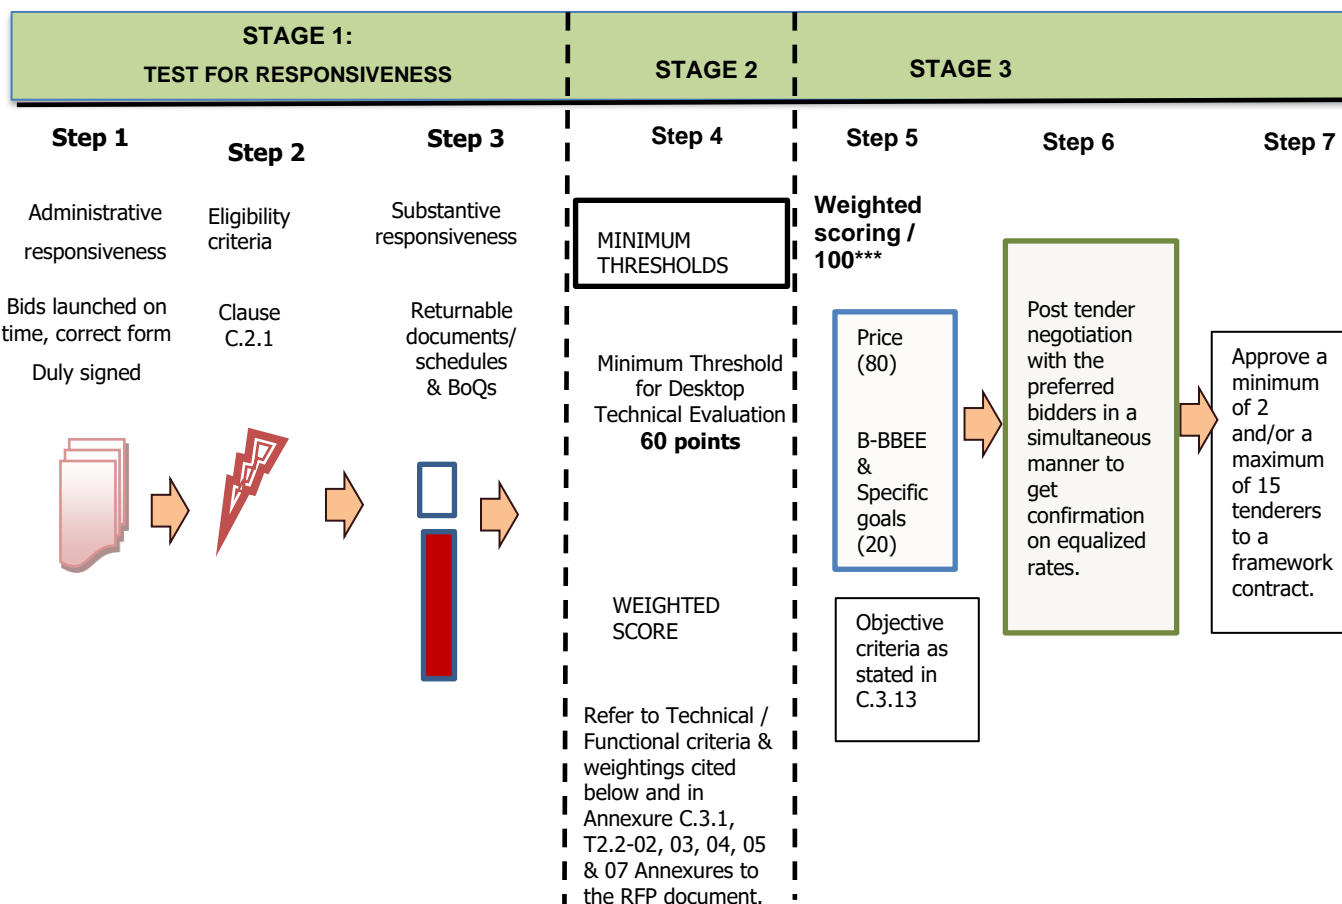 STAGE 1:
TEST FOR RESPONSIVENESS
STAGE 2
STAGE 3
Step 1
Step 2
Step 3
Step 4
Step 5
Step 6
Step 7
Administrative
responsiveness
Bids launched on
time, correct form
Duly signed
Eligibility
criteria
Clause
C.2.1
Substantive
responsiveness
Returnable
documents/
schedules
& BoQs
MINIMUM
THRESHOLDS
Minimum Threshold
for Desktop
Technical Evaluation
60 points
WEIGHTED
SCORE
Refer to Technical /
Functional criteria &
weightings cited
below and in
Annexure C.3.1,
T2.2-02, 03, 04, 05
& 07 Annexures to
the RFP document.
Weighted
scoring /
100***
Price
(80)
B-BBEE
&
Specific
goals
(20)
Objective
criteria as
stated in
C.3.13
Post tender
negotiation
with the
preferred
bidders in a
simultaneous
manner to
get
confirmation
on equalized
rates.
Approve a
minimum
of 2
and/or a
maximum
of 15
tenderers
to a
framework
contract.